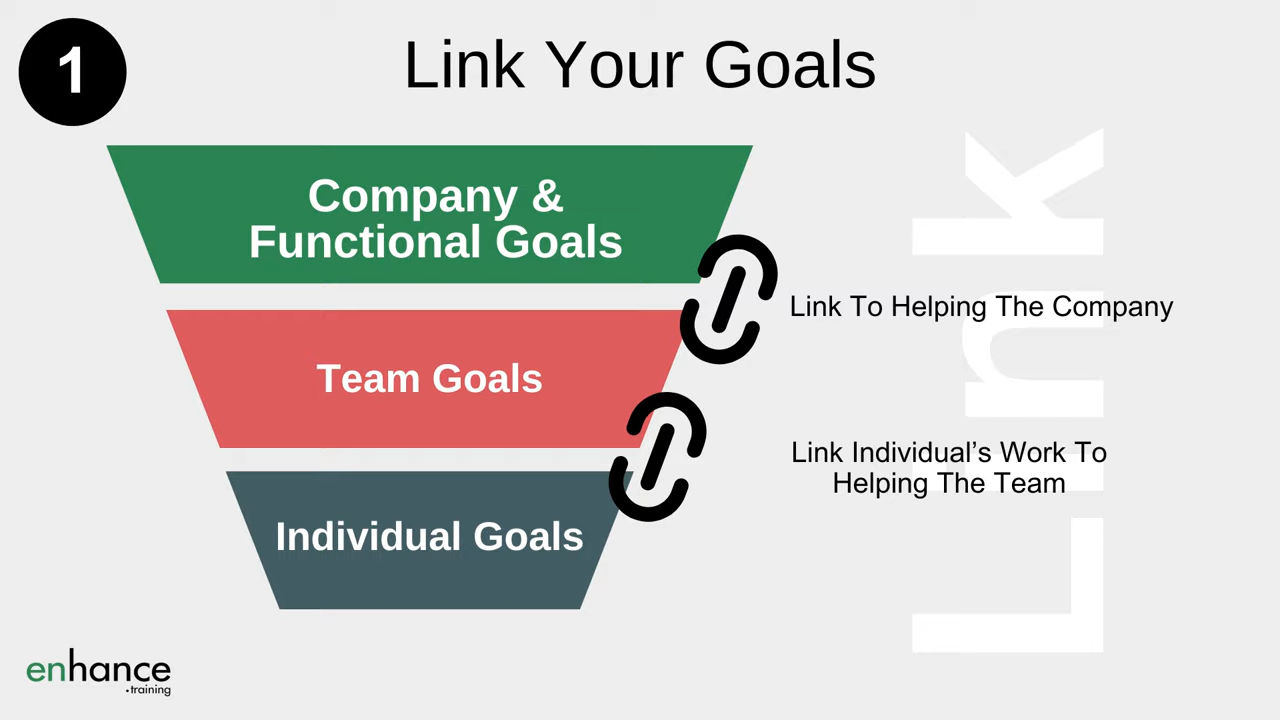 1
Link Your Goals
Company &
Functional Goals
Link To Helping The Company
Team Goals
Link Individual’s Work To
Helping The Team
Individual Goals
Link
enhance
.training